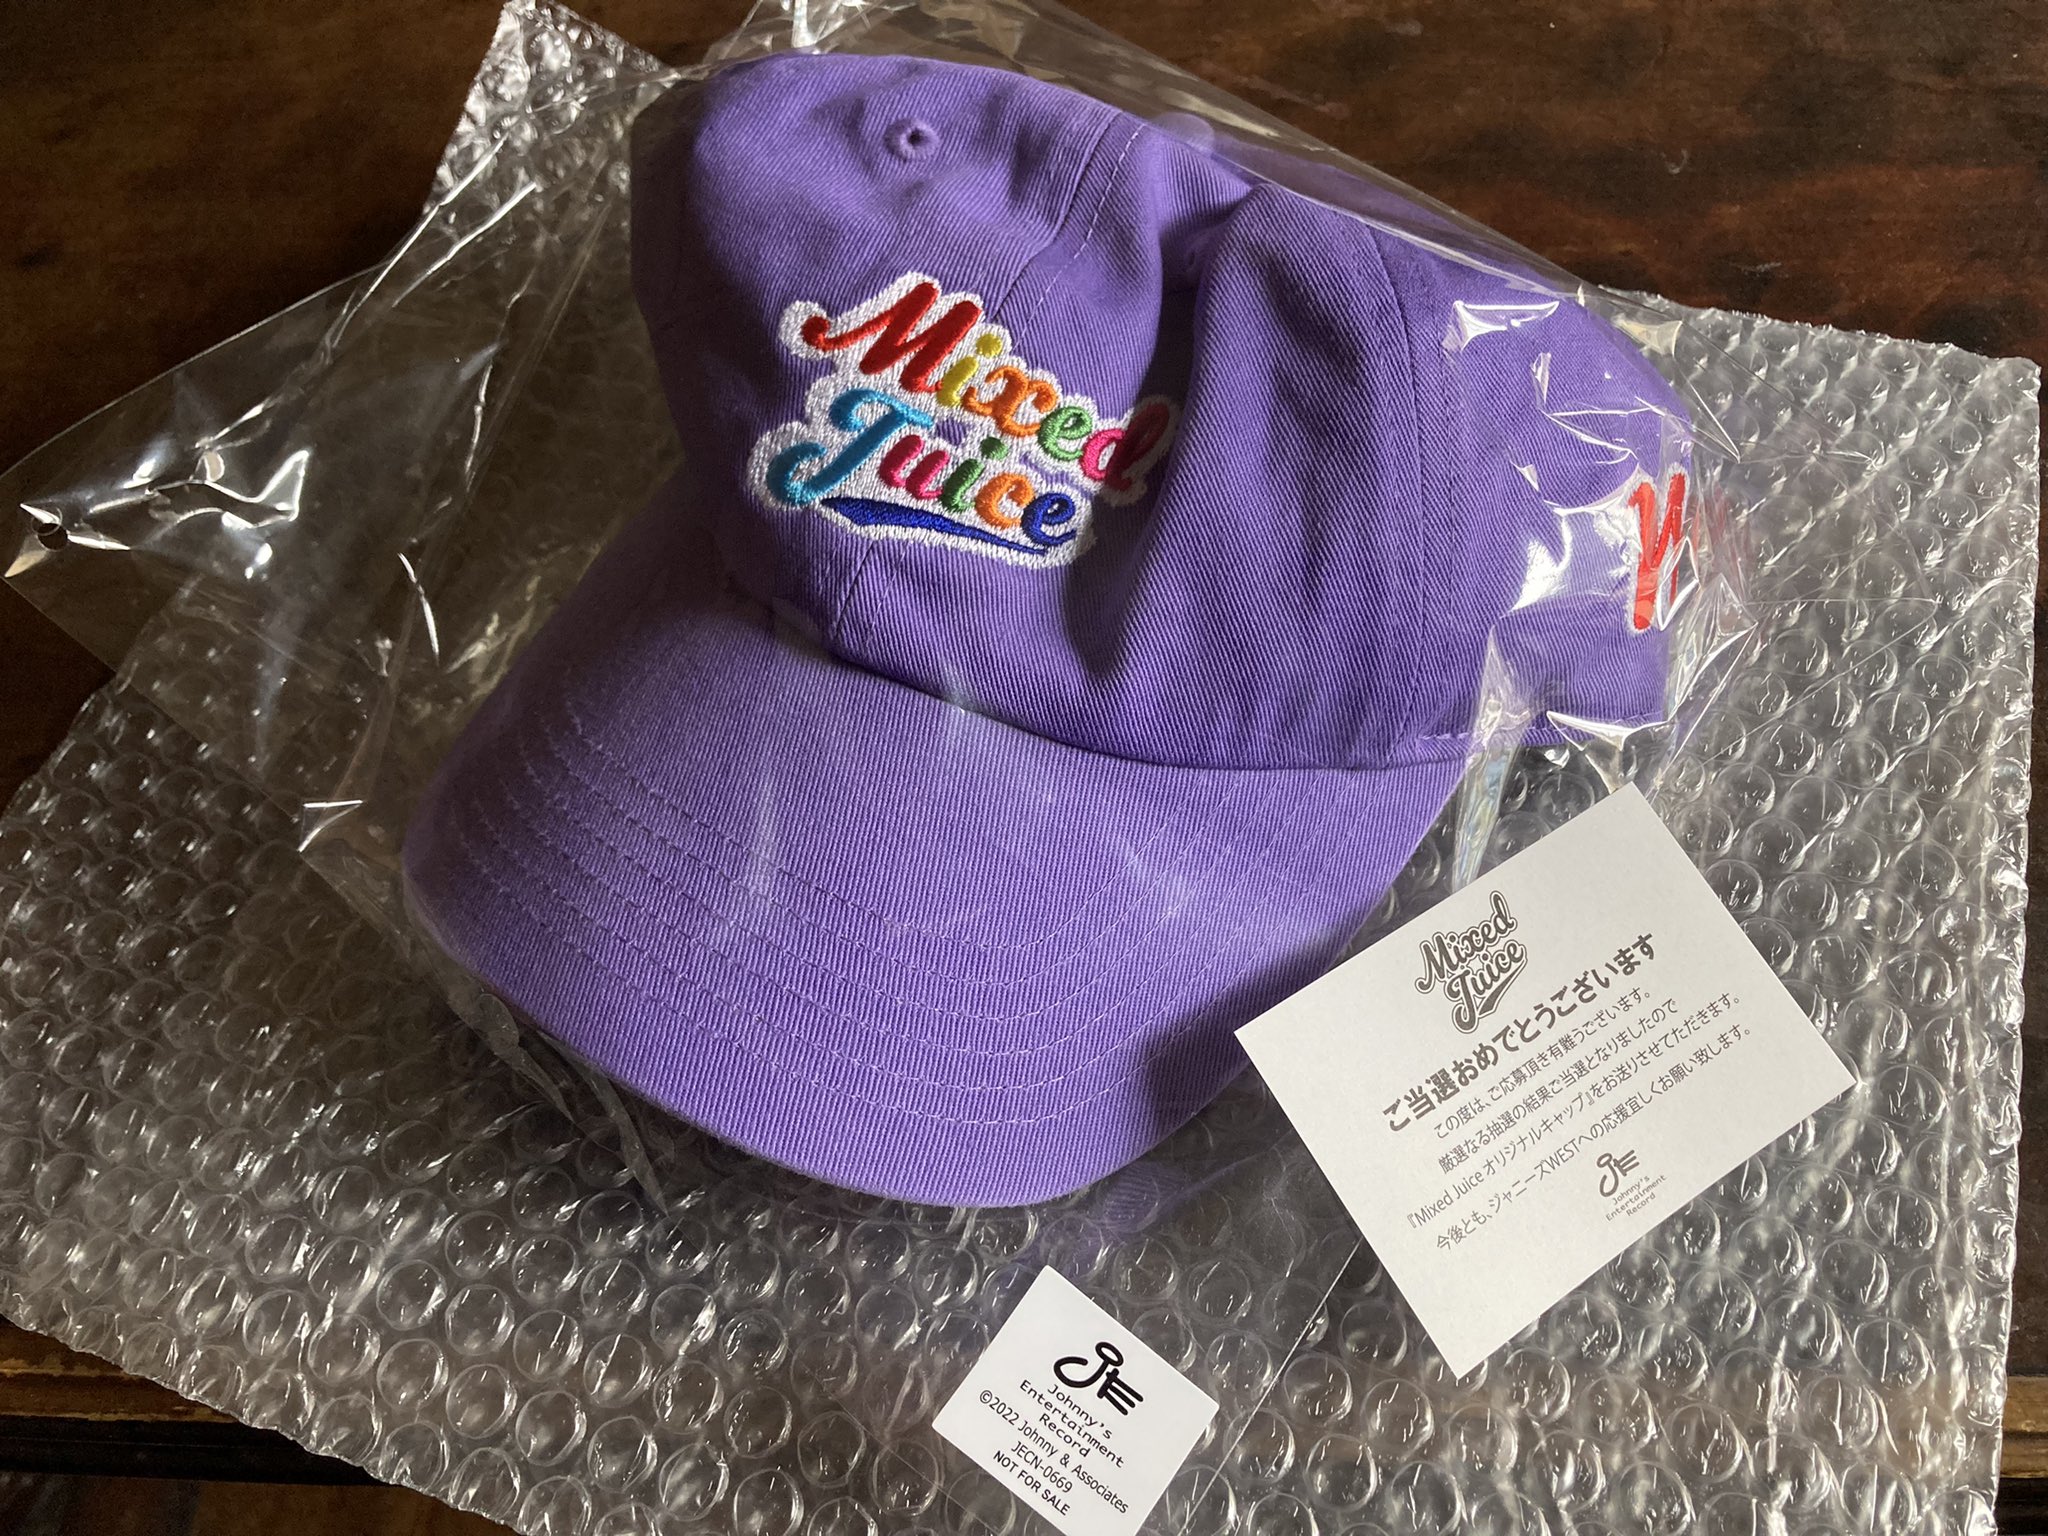 Mixed
Juice
W
Mixed
Juice
ご当選おめでとうございます
この度は、ご応募頂き有難うございます。
厳選なる抽選の結果ご当選となりましたので
『Mixed Juice オリジナルキャップ』をお送りさせてただきます。
今後とも、ジャニーズWESTへの応援宜しくお願い致します。
Johnny's
Entertainment
Record
Johnny's
Entertainment
Record
©2022 Johnny & Associates
JECN-0669
NOT FOR SALE